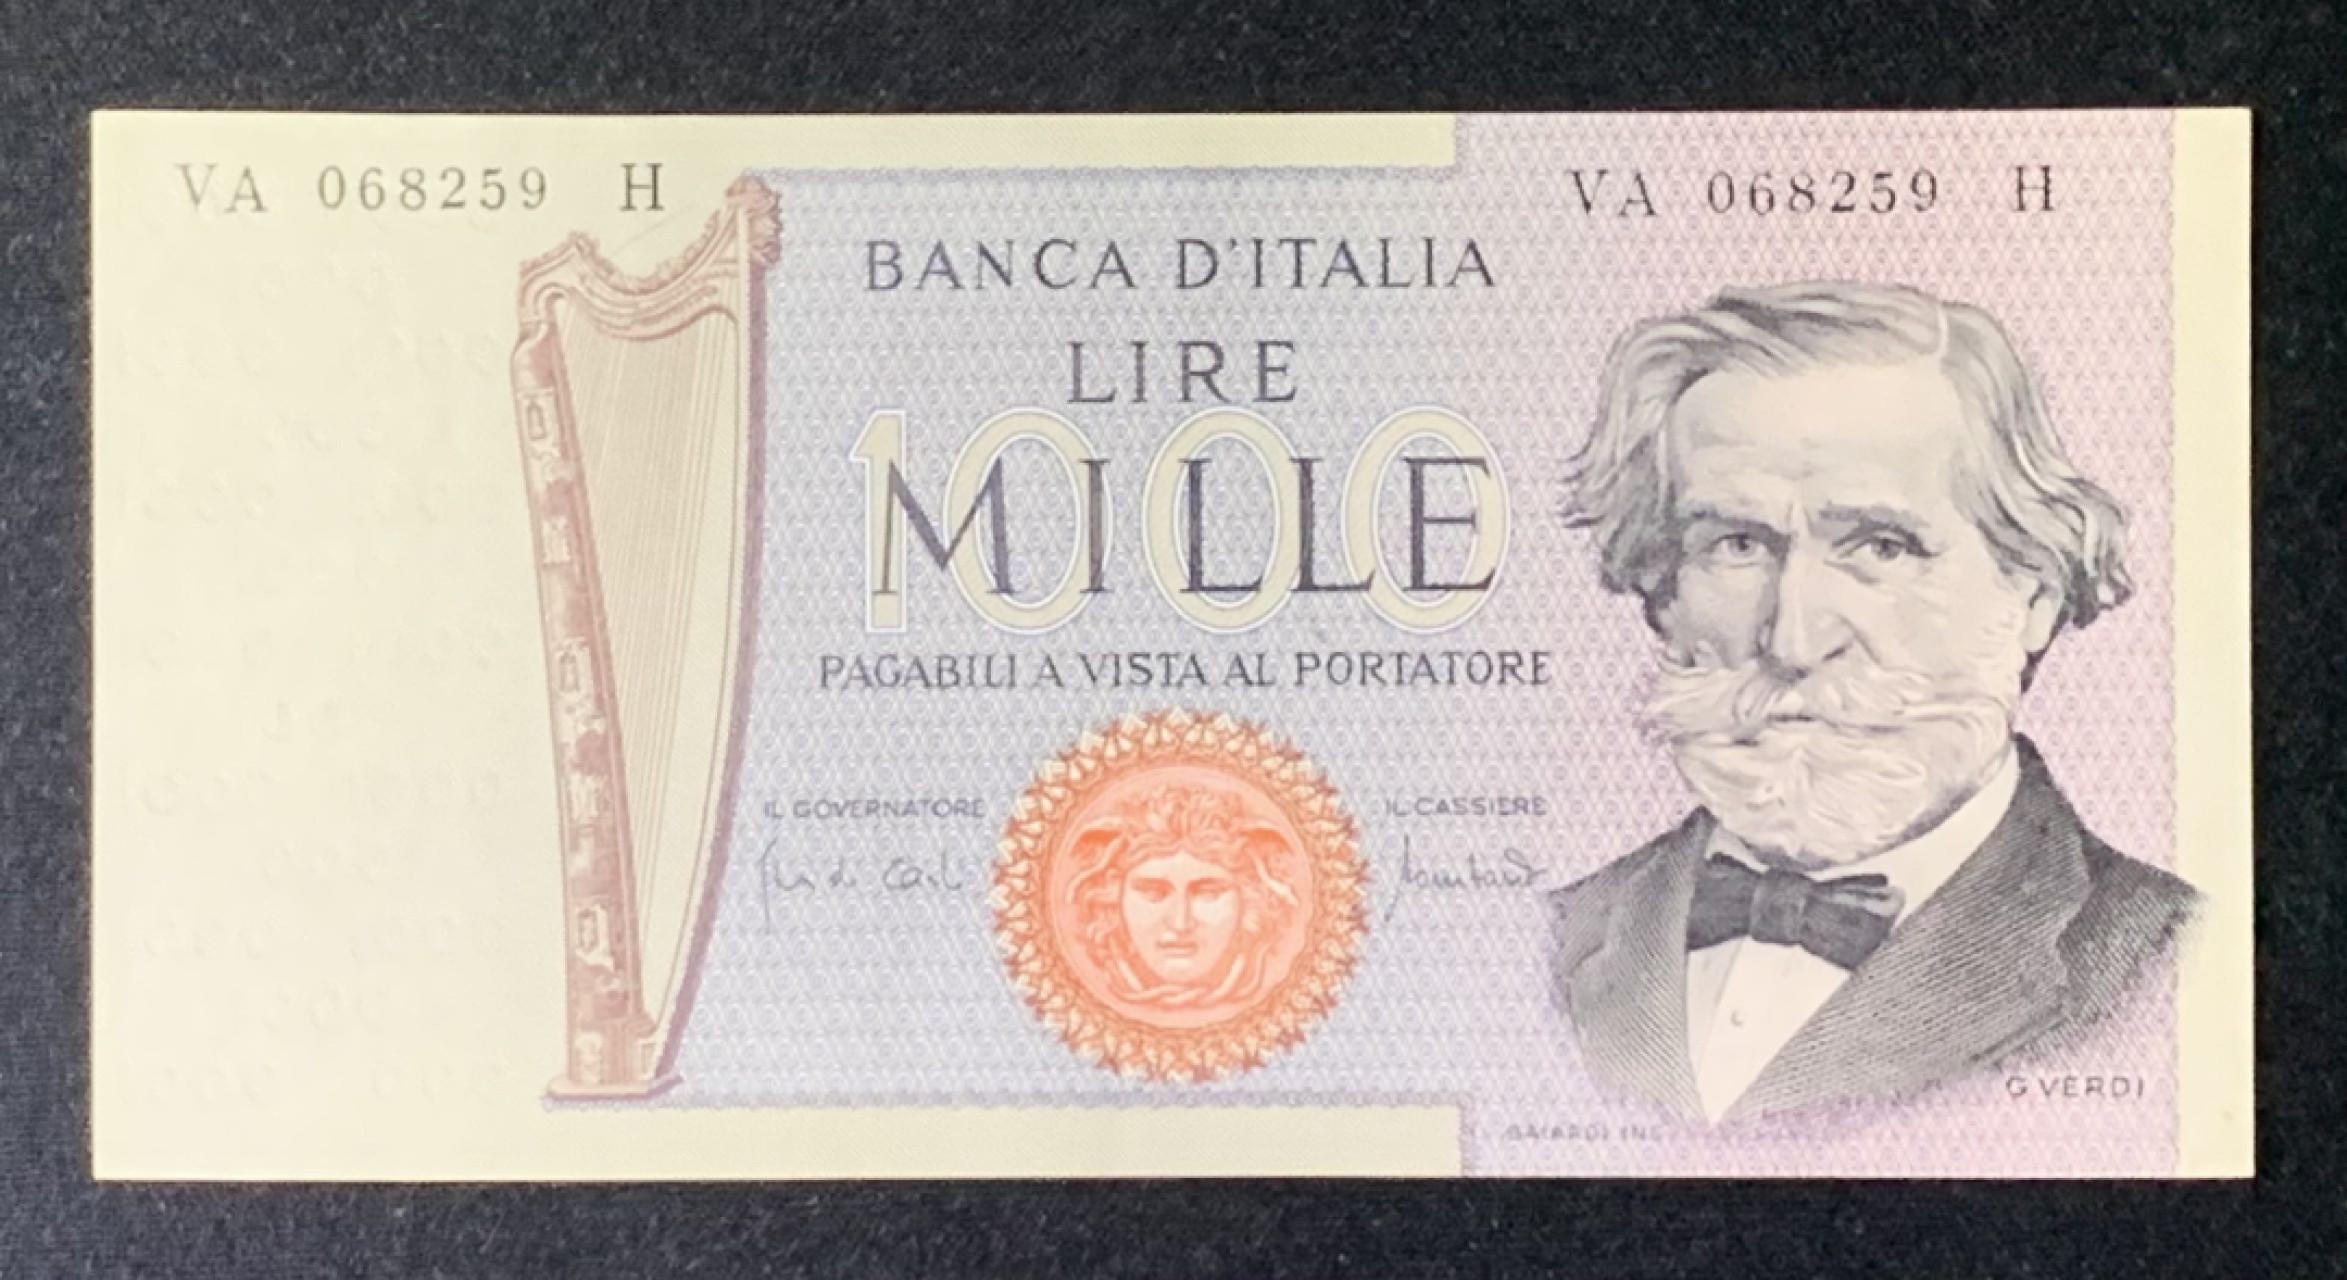 VA 068259 H
VA 068259 H
BANCA D'ITALIA
LIRE
1000
MILLE
PAGABILI A VISTA AL PORTATORE
IL GOVERNATORE
IL CASSIERE
G VERDI